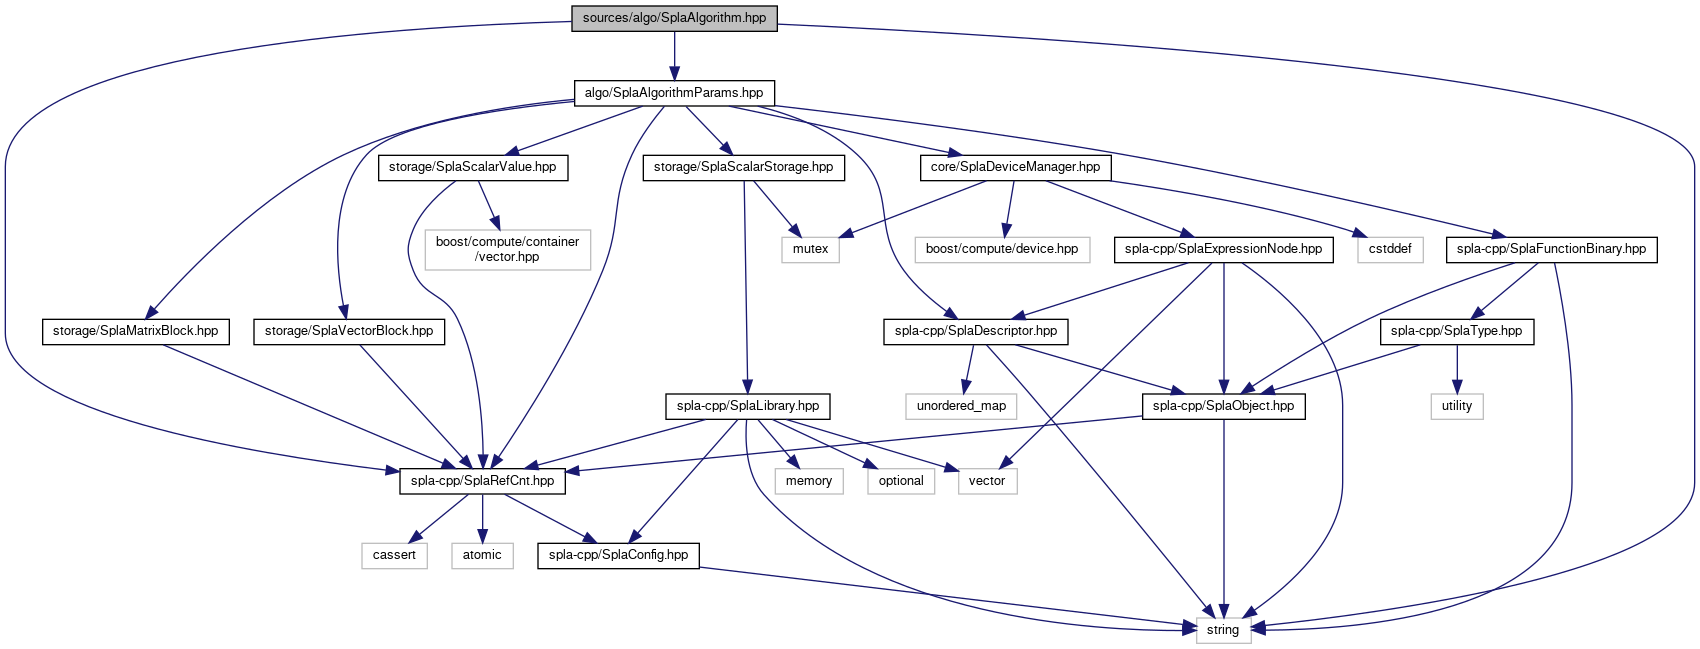 sources/algo/SplaAlgorithm.hpp
algo/SplaAlgorithmParams.hpp
storage/SplaScalarValue.hpp
storage/SplaScalarStorage.hpp
core/SplaDeviceManager.hpp
boost/compute/container
/vector.hpp
mutex
boost/compute/device.hpp
spla-cpp/SplaExpressionNode.hpp
cstddef
spla-cpp/SplaFunctionBinary.hpp
storage/SplaMatrixBlock.hpp
storage/SplaVectorBlock.hpp
spla-cpp/SplaDescriptor.hpp
spla-cpp/SplaType.hpp
spla-cpp/SplaLibrary.hpp
unordered_map
spla-cpp/SplaObject.hpp
utility
spla-cpp/SplaRefCnt.hpp
memory
optional
vector
cassert
atomic
spla-cpp/SplaConfig.hpp
string